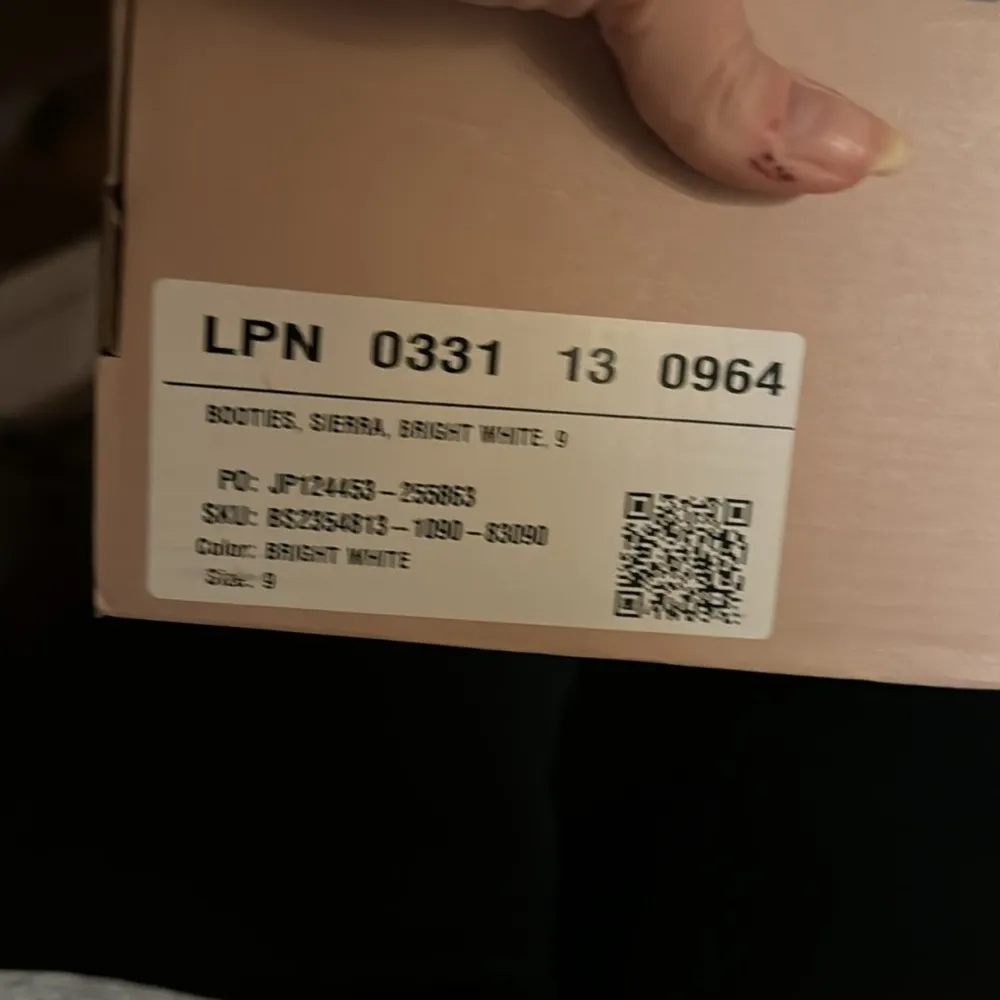 LPN 0331 13 0964
BOOTIES, SIERRA, BRIGHT WHITE, 9
PO: JP124453-255863
SKU: BS2354813-1090-83090
Color: BRIGHT WHITE
Size: 9